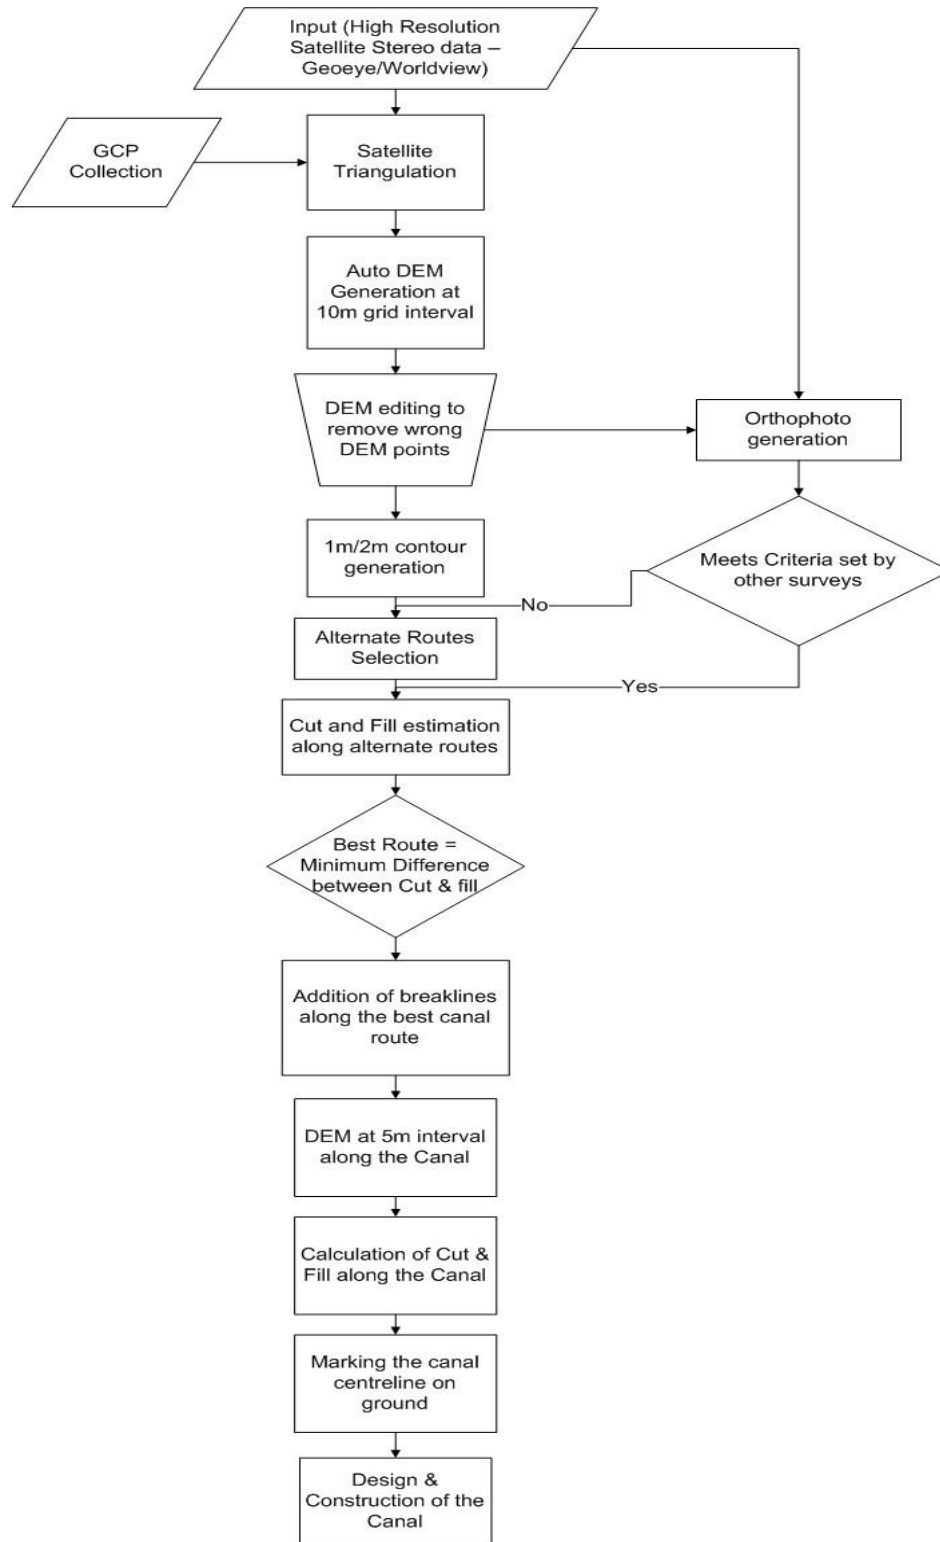 Input (High Resolution
Satellite Stereo data –
Geoeye/Worldview)
GCP
Collection
Satellite
Triangulation
Auto DEM
Generation at
10m grid interval
DEM editing to
remove wrong
DEM points
Orthophoto
generation
1m/2m contour
generation
Meets Criteria set by
other surveys
No
Alternate Routes
Selection
Yes
Cut and Fill estimation
along alternate routes
Best Route =
Minimum Difference
between Cut & fill
Addition of breaklines
along the best canal
route
DEM at 5m interval
along the Canal
Calculation of Cut &
Fill along the Canal
Marking the canal
centreline on
ground
Design &
Construction of the
Canal